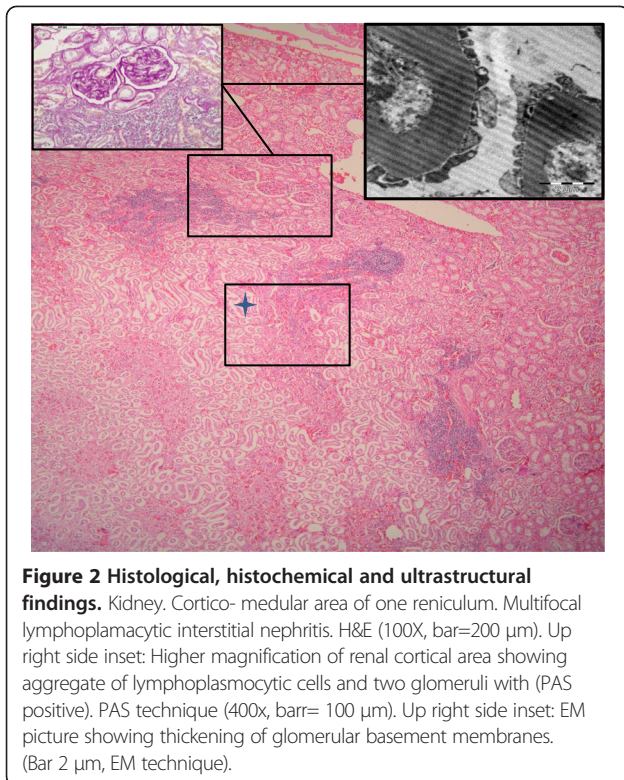 Figure 2 Histological, histochemical and ultrastructural
findings. Kidney. Cortico- medular area of one reniculum. Multifocal
lymphoplamacytic interstitial nephritis. H&E (100X, bar=200 µm). Up
right side inset: Higher magnification of renal cortical area showing
aggregate of lymphoplasmocytic cells and two glomeruli with (PAS
positive). PAS technique (400x, barr= 100 µm). Up right side inset: EM
picture showing thickening of glomerular basement membranes.
(Bar 2 µm, EM technique).